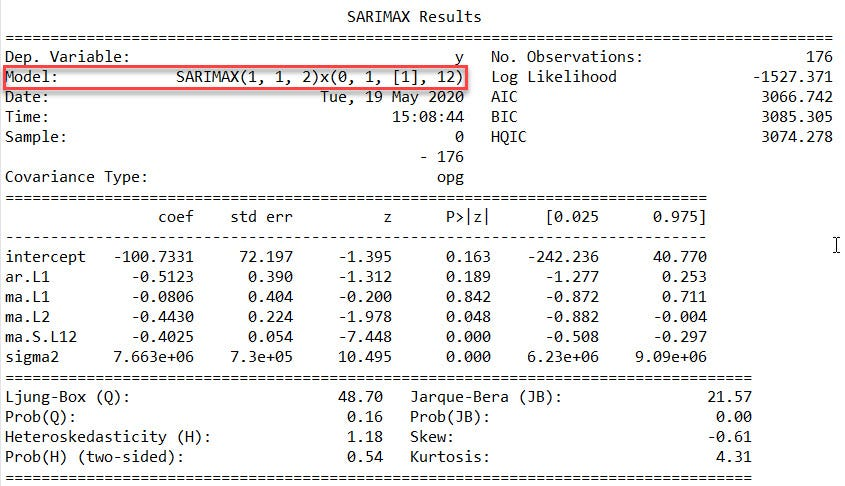 SARIMAX Results
==============================================================================
Dep. Variable: y No. Observations: 176
Model: SARIMAX(1, 1, 2)x(0, 1, [1], 12) Log Likelihood -1527.371
Date: Tue, 19 May 2020 AIC 3066.742
Time: 15:08:44 BIC 3085.305
Sample: 0 HQIC 3074.278
- 176
Covariance Type: opg
==============================================================================
coef std err z P>|z| [0.025 0.975]
------------------------------------------------------------------------------
intercept -100.7331 72.197 -1.395 0.163 -242.236 40.770
ar.L1 -0.5123 0.390 -1.312 0.189 -1.277 0.253
ma.L1 -0.0806 0.404 -0.200 0.842 -0.872 0.711
ma.L2 -0.4430 0.224 -1.978 0.048 -0.882 -0.004
ma.S.L12 -0.4025 0.054 -7.448 0.000 -0.508 -0.297
sigma2 7.663e+06 7.3e+05 10.495 0.000 6.23e+06 9.09e+06
==============================================================================
Ljung-Box (Q): 48.70 Jarque-Bera (JB): 21.57
Prob(Q): 0.16 Prob(JB): 0.00
Heteroskedasticity (H): 1.18 Skew: -0.61
Prob(H) (two-sided): 0.54 Kurtosis: 4.31
==============================================================================